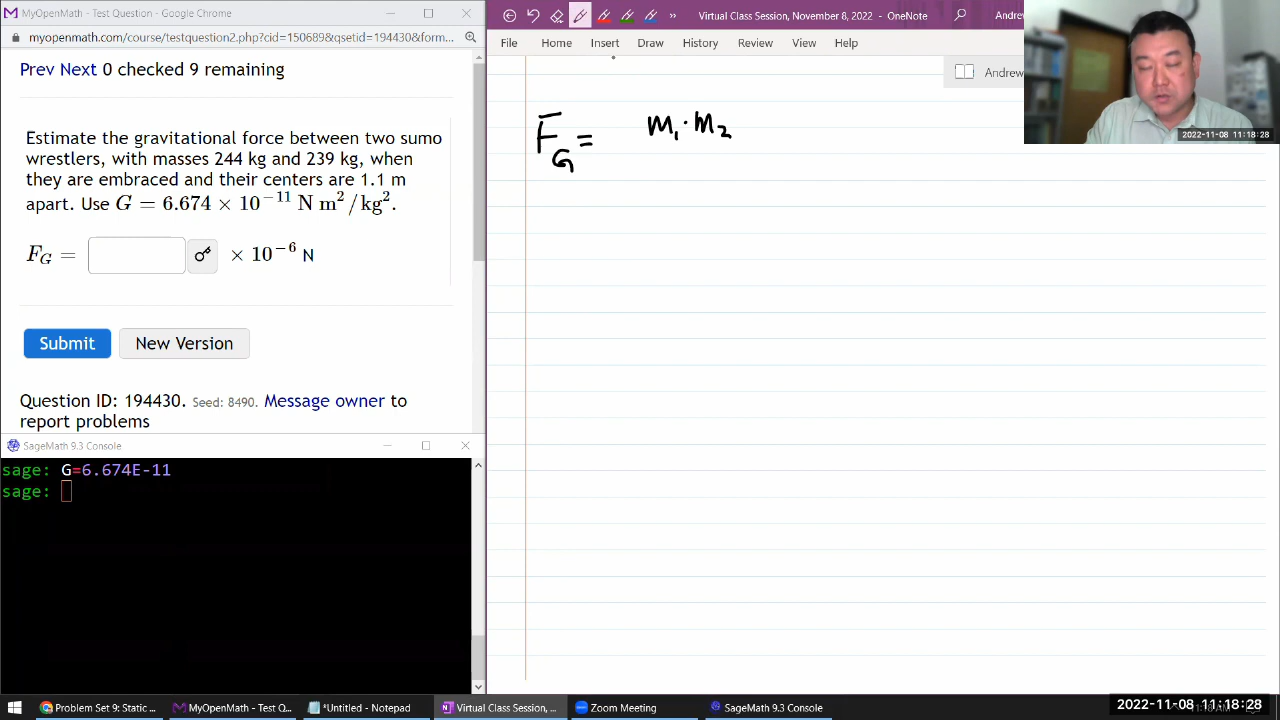 MyOpenMath - Test Question - Google Chrome
myopenmath.com/course/testquestion2.php?cid=150689&qsetid=194430&form...
Prev Next 0 checked 9 remaining
Estimate the gravitational force between two sumo
wrestlers, with masses 244 kg and 239 kg, when
they are embraced and their centers are 1.1 m
apart. Use G = 6.674 × 10⁻¹¹ N m²/kg².
F_G = × 10⁻⁶ N
Submit New Version
Question ID: 194430. Seed: 8490. Message owner to
report problems
SageMath 9.3 Console
sage: G=6.674E-11
sage:
Virtual Class Session, November 8, 2022 - OneNote
Andrew
File Home Insert Draw History Review View Help
Andrew
F_G = m₁ · m₂
2022-11-08 11:18:28
Problem Set 9: Static ... MyOpenMath - Test Q... *Untitled - Notepad Virtual Class Session, ... Zoom Meeting SageMath 9.3 Console
2022-11-08 11:18:28